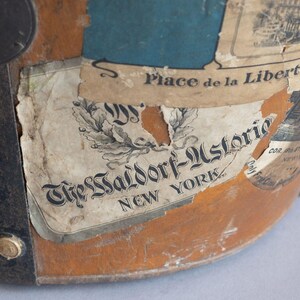 Place de la Libert
W
The Waldorf-Astoria
NEW YORK